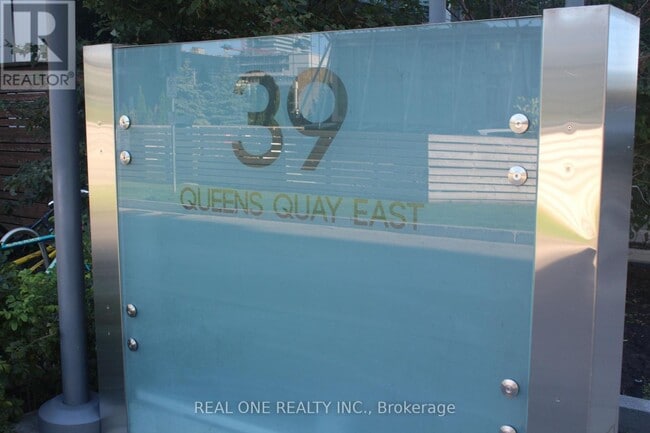 REALTOR®
39
QUEENS QUAY EAST
REAL ONE REALTY INC., Brokerage